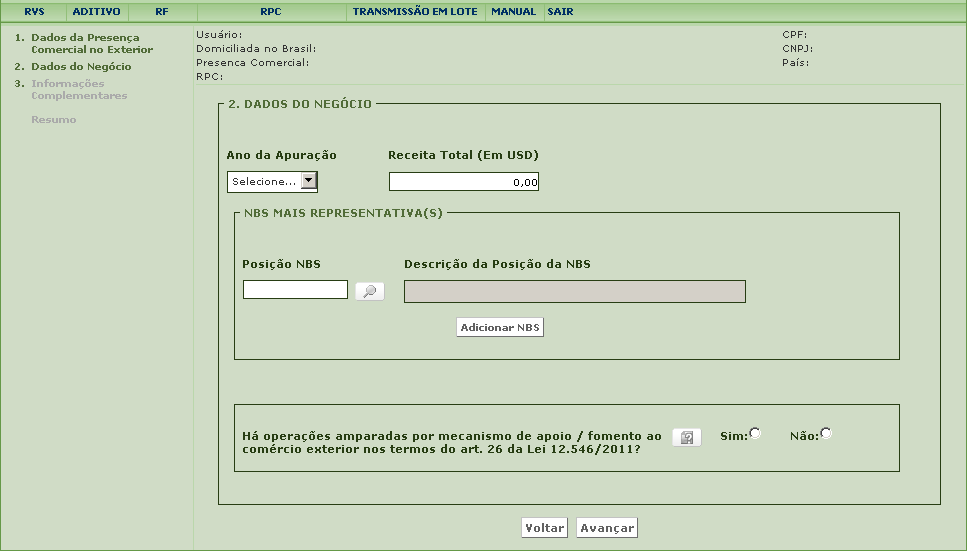 RVS ADITIVO RF RPC TRANSMISSÃO EM LOTE MANUAL SAIR
1. Dados da Presença
Comercial no Exterior
2. Dados do Negócio
3. Informações
Complementares
Resumo
Usuário: CPF:
Domiciliada no Brasil: CNPJ:
Presenca Comercial: País:
RPC:
2. DADOS DO NEGÓCIO
Ano da Apuração Receita Total (Em USD)
Selecione... 0,00
NBS MAIS REPRESENTATIVA(S)
Posição NBS Descrição da Posição da NBS
Adicionar NBS
Há operações amparadas por mecanismo de apoio / fomento ao Sim: Não:
comércio exterior nos termos do art. 26 da Lei 12.546/2011?
Voltar Avançar